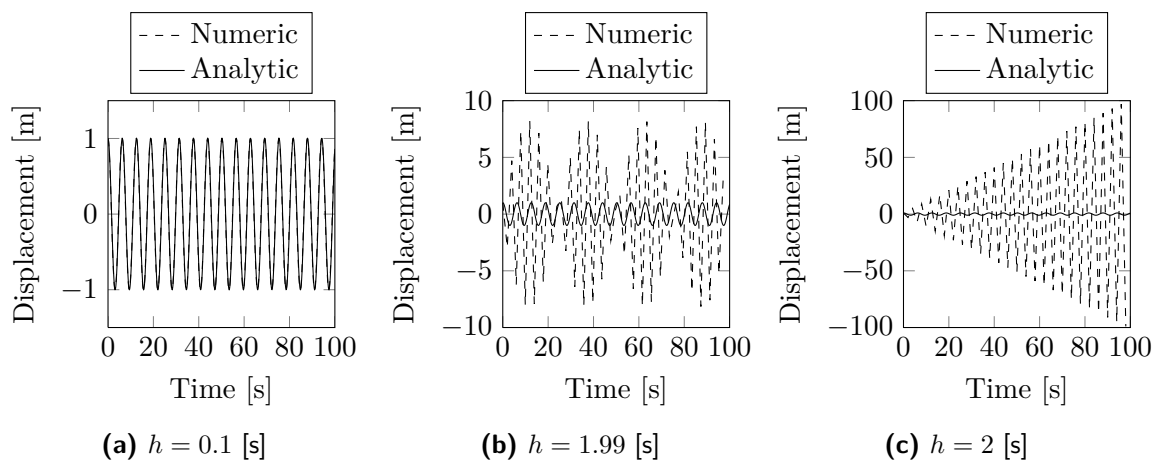 Numeric
Analytic
Displacement [m]
1
0
−1
0 20 40 60 80 100
Time [s]
(a) h = 0.1 [s]
Numeric
Analytic
Displacement [m]
10
5
0
−5
−10
0 20 40 60 80 100
Time [s]
(b) h = 1.99 [s]
Numeric
Analytic
Displacement [m]
100
50
0
−50
−100
0 20 40 60 80 100
Time [s]
(c) h = 2 [s]